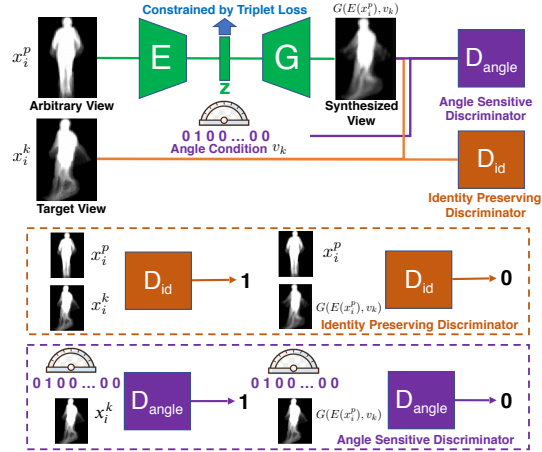 Constrained by Triplet Loss
G(E(x_i^p), v_k)
x_i^p
E
G
D_angle
z
Arbitrary View
Synthesized View
Angle Sensitive
Discriminator
0 1 0 0 ... 0 0
Angle Condition v_k
x_i^k
D_id
Target View
Identity Preserving
Discriminator
x_i^p
x_i^k
D_id
1
x_i^p
G(E(x_i^p), v_k)
D_id
0
Identity Preserving Discriminator
0 1 0 0 ... 0 0
x_i^k
D_angle
1
0 1 0 0 ... 0 0
G(E(x_i^p), v_k)
D_angle
0
Angle Sensitive Discriminator